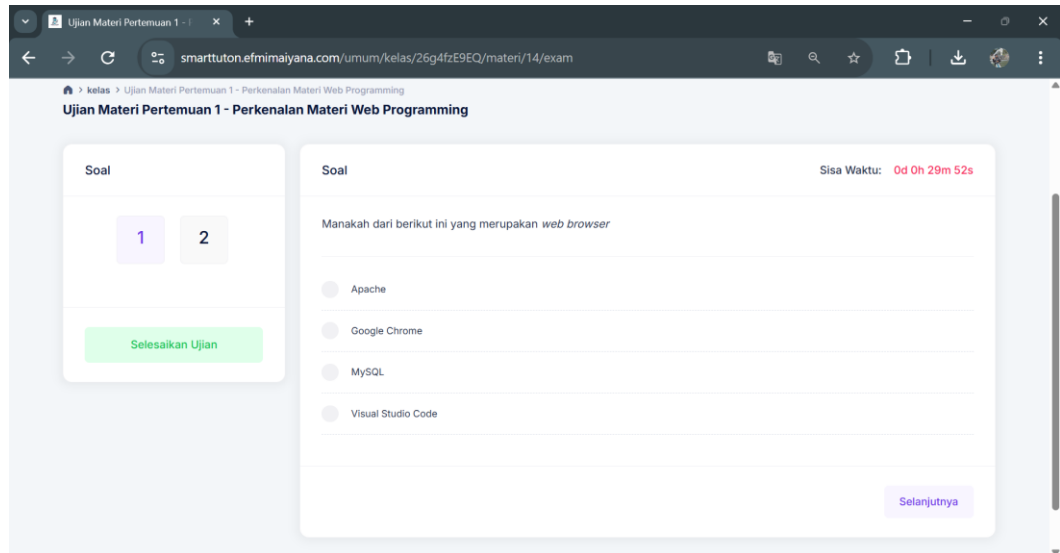 Ujian Materi Pertemuan 1 -
smarttuton.efmimaiyana.com/umum/kelas/26g4fzE9EQ/materi/14/exam
> kelas > Ujian Materi Pertemuan 1 - Perkenalan Materi Web Programming
Ujian Materi Pertemuan 1 - Perkenalan Materi Web Programming
Soal
1
2
Selesaikan Ujian
Soal
Sisa Waktu: 0d 0h 29m 52s
Manakah dari berikut ini yang merupakan web browser
Apache
Google Chrome
MySQL
Visual Studio Code
Selanjutnya